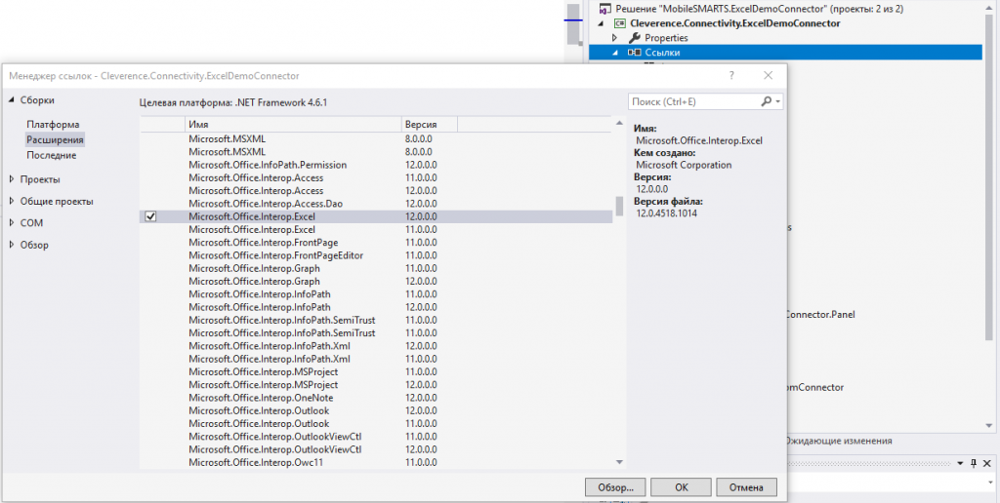 Решение "MobileSMARTS.ExcelDemoConnector" (проекты: 2 из 2)
Cleverence.Connectivity.ExcelDemoConnector
Properties
Ссылки
Менеджер ссылок - Cleverence.Connectivity.ExcelDemoConnector
Сборки
Платформа
Расширения
Последние
Проекты
Общие проекты
COM
Обзор
Целевая платформа: .NET Framework 4.6.1
Поиск (Ctrl+E)
Имя Версия
Microsoft.MSXML 8.0.0.0
Microsoft.MSXML 8.0.0.0
Microsoft.Office.InfoPath.Permission 12.0.0.0
Microsoft.Office.Interop.Access 11.0.0.0
Microsoft.Office.Interop.Access 12.0.0.0
Microsoft.Office.Interop.Access.Dao 12.0.0.0
Microsoft.Office.Interop.Excel 12.0.0.0
Microsoft.Office.Interop.Excel 11.0.0.0
Microsoft.Office.Interop.FrontPage 11.0.0.0
Microsoft.Office.Interop.FrontPageEditor 12.0.0.0
Microsoft.Office.Interop.Graph 11.0.0.0
Microsoft.Office.Interop.Graph 12.0.0.0
Microsoft.Office.Interop.InfoPath 11.0.0.0
Microsoft.Office.Interop.InfoPath 12.0.0.0
Microsoft.Office.Interop.InfoPath.SemiTrust 11.0.0.0
Microsoft.Office.Interop.InfoPath.SemiTrust 11.0.0.0
Microsoft.Office.Interop.InfoPath.Xml 12.0.0.0
Microsoft.Office.Interop.InfoPath.Xml 11.0.0.0
Microsoft.Office.Interop.MSProject 11.0.0.0
Microsoft.Office.Interop.MSProject 12.0.0.0
Microsoft.Office.Interop.OneNote 12.0.0.0
Microsoft.Office.Interop.Outlook 12.0.0.0
Microsoft.Office.Interop.Outlook 11.0.0.0
Microsoft.Office.Interop.OutlookViewCtl 11.0.0.0
Microsoft.Office.Interop.OutlookViewCtl 12.0.0.0
Microsoft.Office.Interop.Owc11 11.0.0.0
Имя:
Microsoft.Office.Interop.Excel
Кем создано:
Microsoft Corporation
Версия:
12.0.0.0
Версия файла:
12.0.4518.1014
s
Connector.Panel
omConnector
Ожидающие изменения
Обзор... OK Отмена